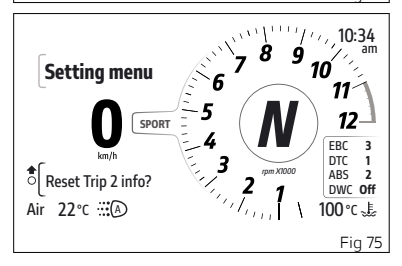 10:34
am
Setting menu
0
km/h
SPORT
1
2
3
4
5
6
7
8
9
10
11
12
N
rpm X1000
EBC 3
DTC 1
ABS 2
DWC Off
Reset Trip 2 info?
Air 22°C (A)
100°C
Fig 75